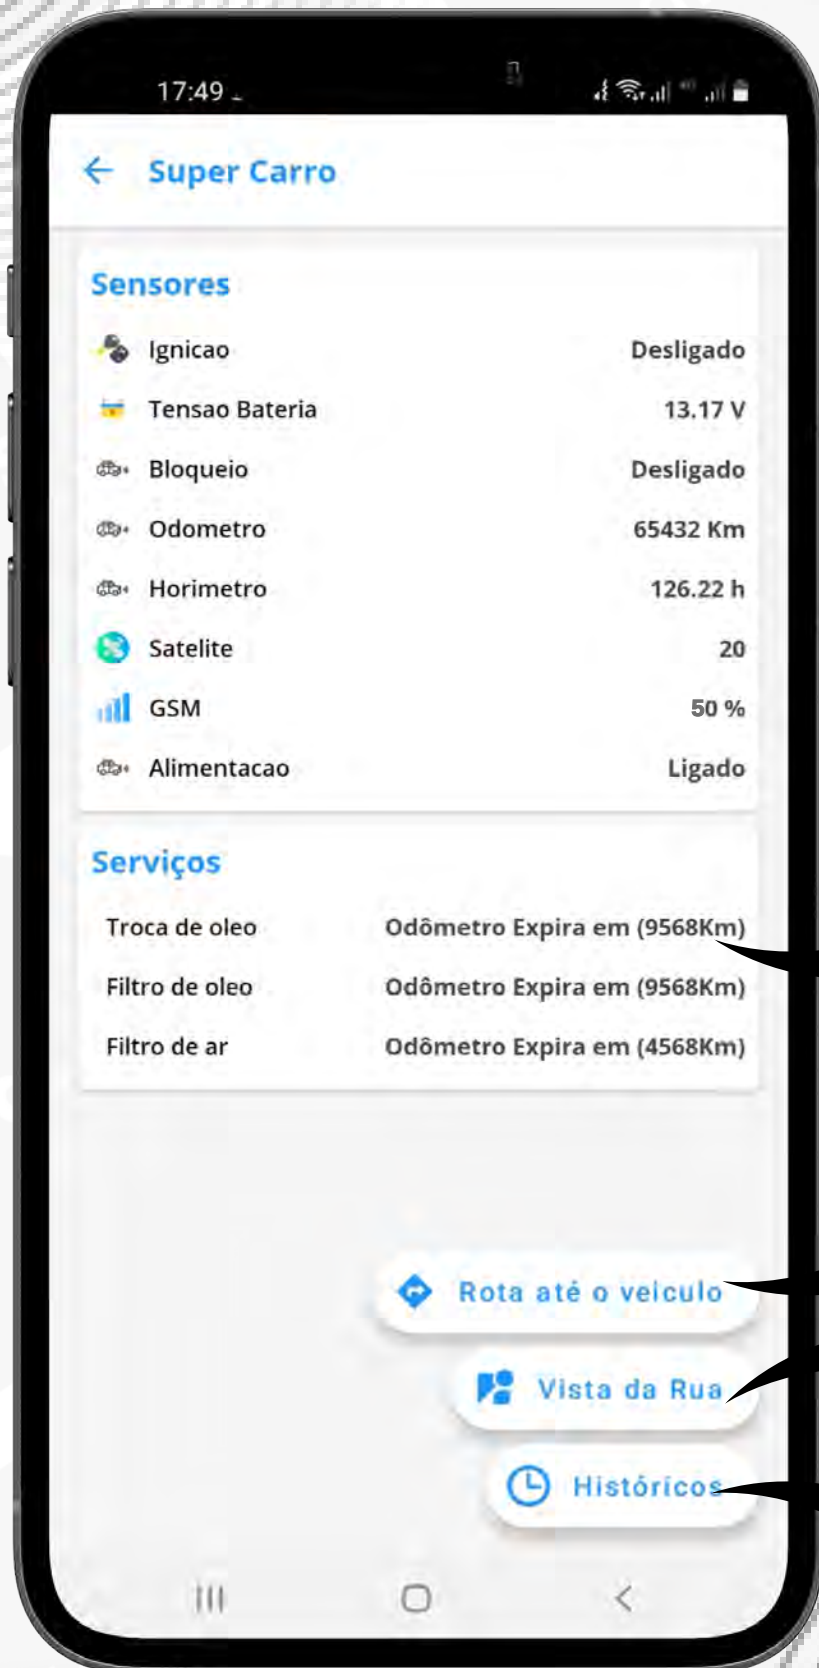 17:49
Super Carro
Sensores
Ignicao Desligado
Tensao Bateria 13.17 V
Bloqueio Desligado
Odometro 65432 Km
Horimetro 126.22 h
Satelite 20
GSM 50 %
Alimentacao Ligado
Serviços
Troca de oleo Odômetro Expira em (9568Km)
Filtro de oleo Odômetro Expira em (9568Km)
Filtro de ar Odômetro Expira em (4568Km)
Rota até o veiculo
Vista da Rua
Históricos